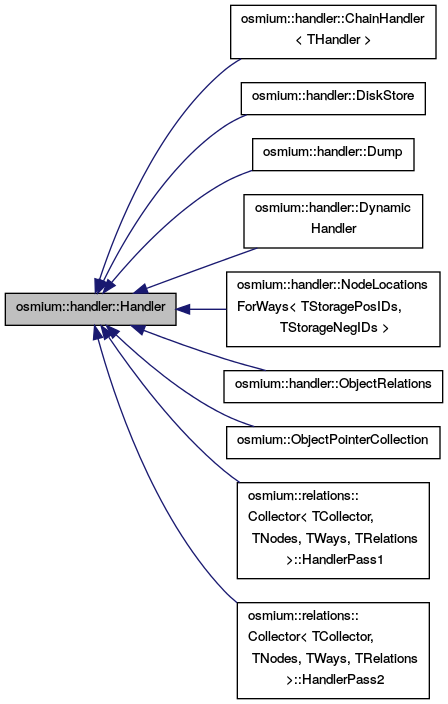 osmium::handler::ChainHandler
< THandler >
osmium::handler::DiskStore
osmium::handler::Dump
osmium::handler::Dynamic
Handler
osmium::handler::NodeLocations
ForWays< TStoragePosIDs,
TStorageNegIDs >
osmium::handler::Handler
osmium::handler::ObjectRelations
osmium::ObjectPointerCollection
osmium::relations::
Collector< TCollector,
TNodes, TWays, TRelations
>::HandlerPass1
osmium::relations::
Collector< TCollector,
TNodes, TWays, TRelations
>::HandlerPass2